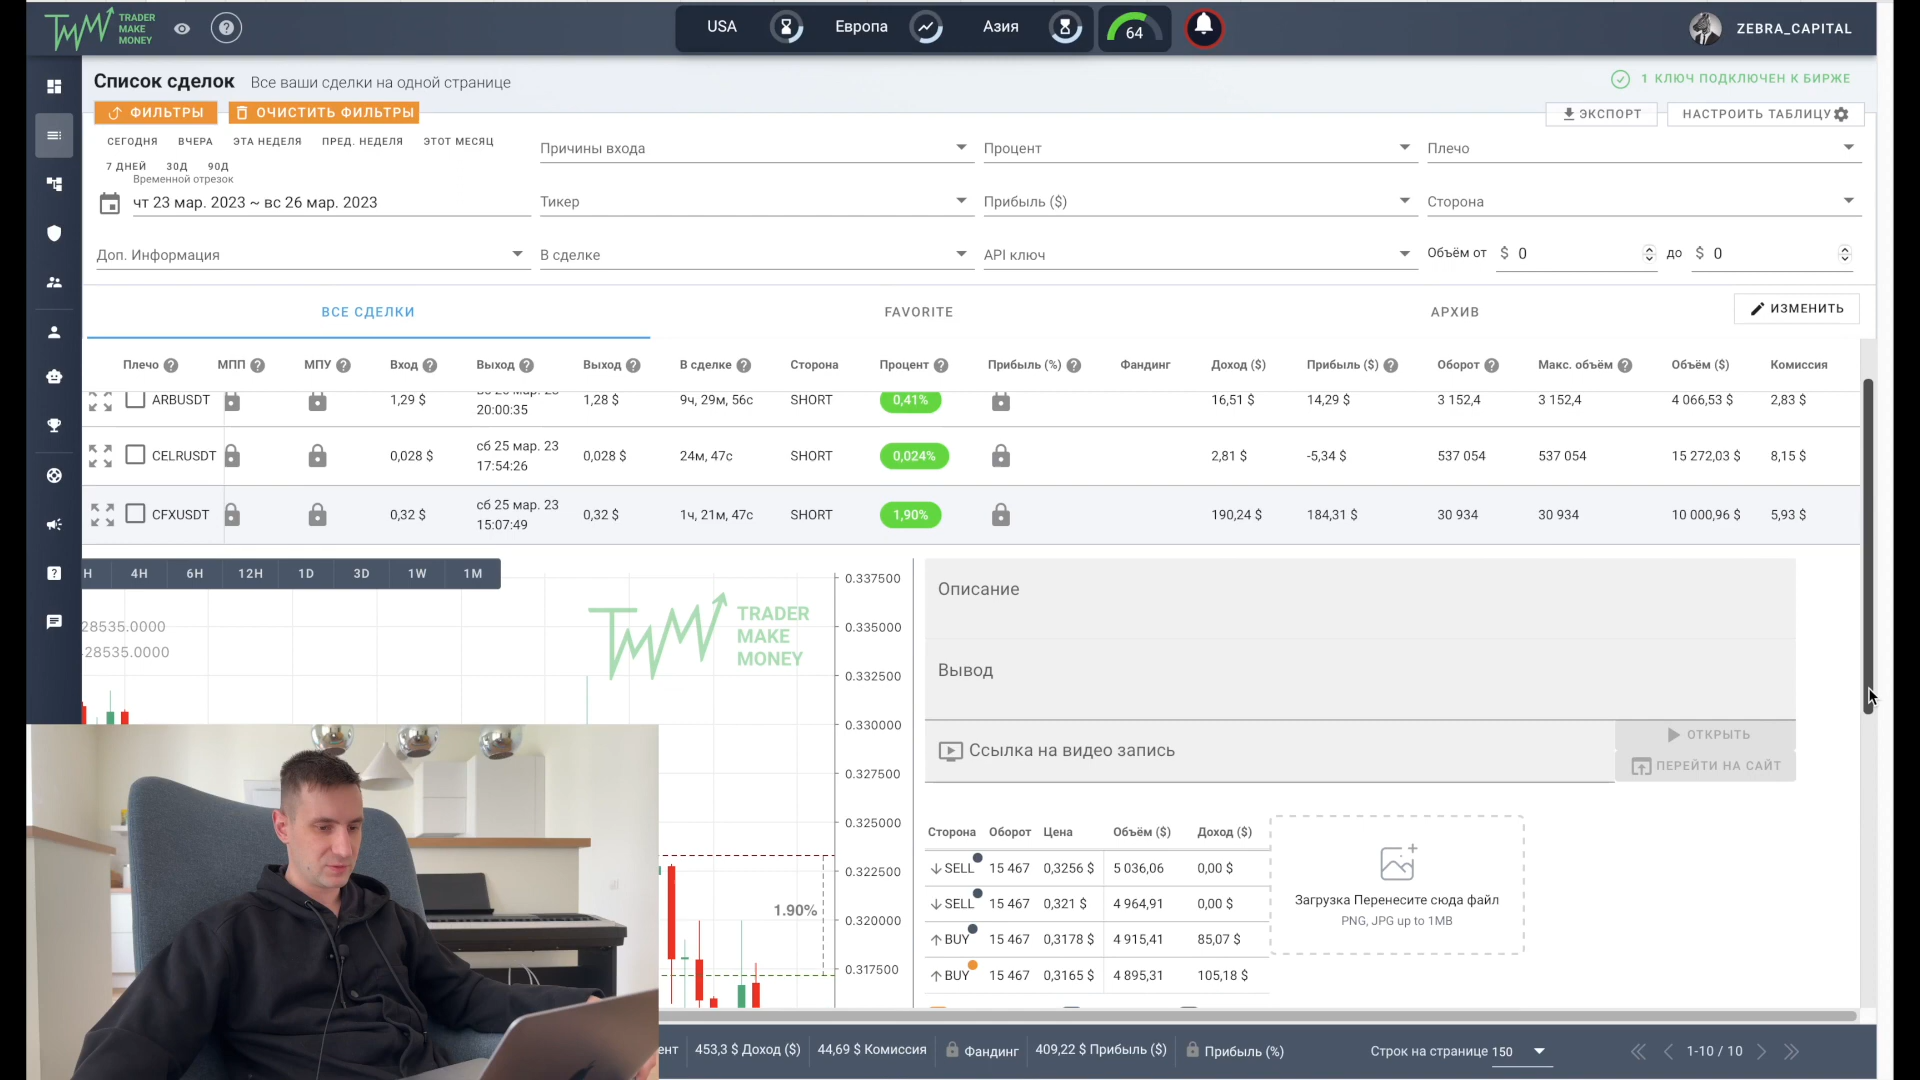 TRADER
MAKE
MONEY
USA
Европа
Азия
64
ZEBRA_CAPITAL
Список сделок Все ваши сделки на одной странице
1 КЛЮЧ ПОДКЛЮЧЕН К БИРЖЕ
ФИЛЬТРЫ
ОЧИСТИТЬ ФИЛЬТРЫ
ЭКСПОРТ
НАСТРОИТЬ ТАБЛИЦУ
СЕГОДНЯ ВЧЕРА ЭТА НЕДЕЛЯ ПРЕД. НЕДЕЛЯ ЭТОТ МЕСЯЦ
7 ДНЕЙ 30Д 90Д
Причины входа
Процент
Плечо
Временной отрезок
чт 23 мар. 2023 ~ вс 26 мар. 2023
Тикер
Прибыль ($)
Сторона
Доп. Информация
В сделке
API ключ
Объём от $ 0 до $ 0
ВСЕ СДЕЛКИ
FAVORITE
АРХИВ
ИЗМЕНИТЬ
Плечо МПП МПУ Вход Выход Выход В сделке Сторона Процент Прибыль (%) Фандинг Доход ($) Прибыль ($) Оборот Макс. объём Объём ($) Комиссия
ARBUSDT 1,29 $ 20:00:35 1,28 $ 9ч, 29м, 56с SHORT 0,41% 16,51 $ 14,29 $ 3 152,4 3 152,4 4 066,53 $ 2,83 $
CELRUSDT 0,028 $ сб 25 мар. 23 17:54:26 0,028 $ 24м, 47с SHORT 0,024% 2,81 $ -5,34 $ 537 054 537 054 15 272,03 $ 8,15 $
CFXUSDT 0,32 $ сб 25 мар. 23 15:07:49 0,32 $ 1ч, 21м, 47с SHORT 1,90% 190,24 $ 184,31 $ 30 934 30 934 10 000,96 $ 5,93 $
H 4H 6H 12H 1D 3D 1W 1M
28535.0000
28535.0000
TRADER
MAKE
MONEY
0.337500
0.335000
0.332500
0.330000
0.327500
0.325000
0.322500
0.320000
0.317500
1.90%
Описание
Вывод
Ссылка на видео запись
ОТКРЫТЬ
ПЕРЕЙТИ НА САЙТ
Сторона Оборот Цена Объём ($) Доход ($)
SELL 15 467 0,3256 $ 5 036,06 0,00 $
SELL 15 467 0,321 $ 4 964,91 0,00 $
BUY 15 467 0,3178 $ 4 915,41 85,07 $
BUY 15 467 0,3165 $ 4 895,31 105,18 $
Загрузка Перенесите сюда файл
PNG, JPG up to 1MB
ент 453,3 $ Доход ($) 44,69 $ Комиссия Фандинг 409,22 $ Прибыль ($) Прибыль (%) Строк на странице 150 1-10 / 10